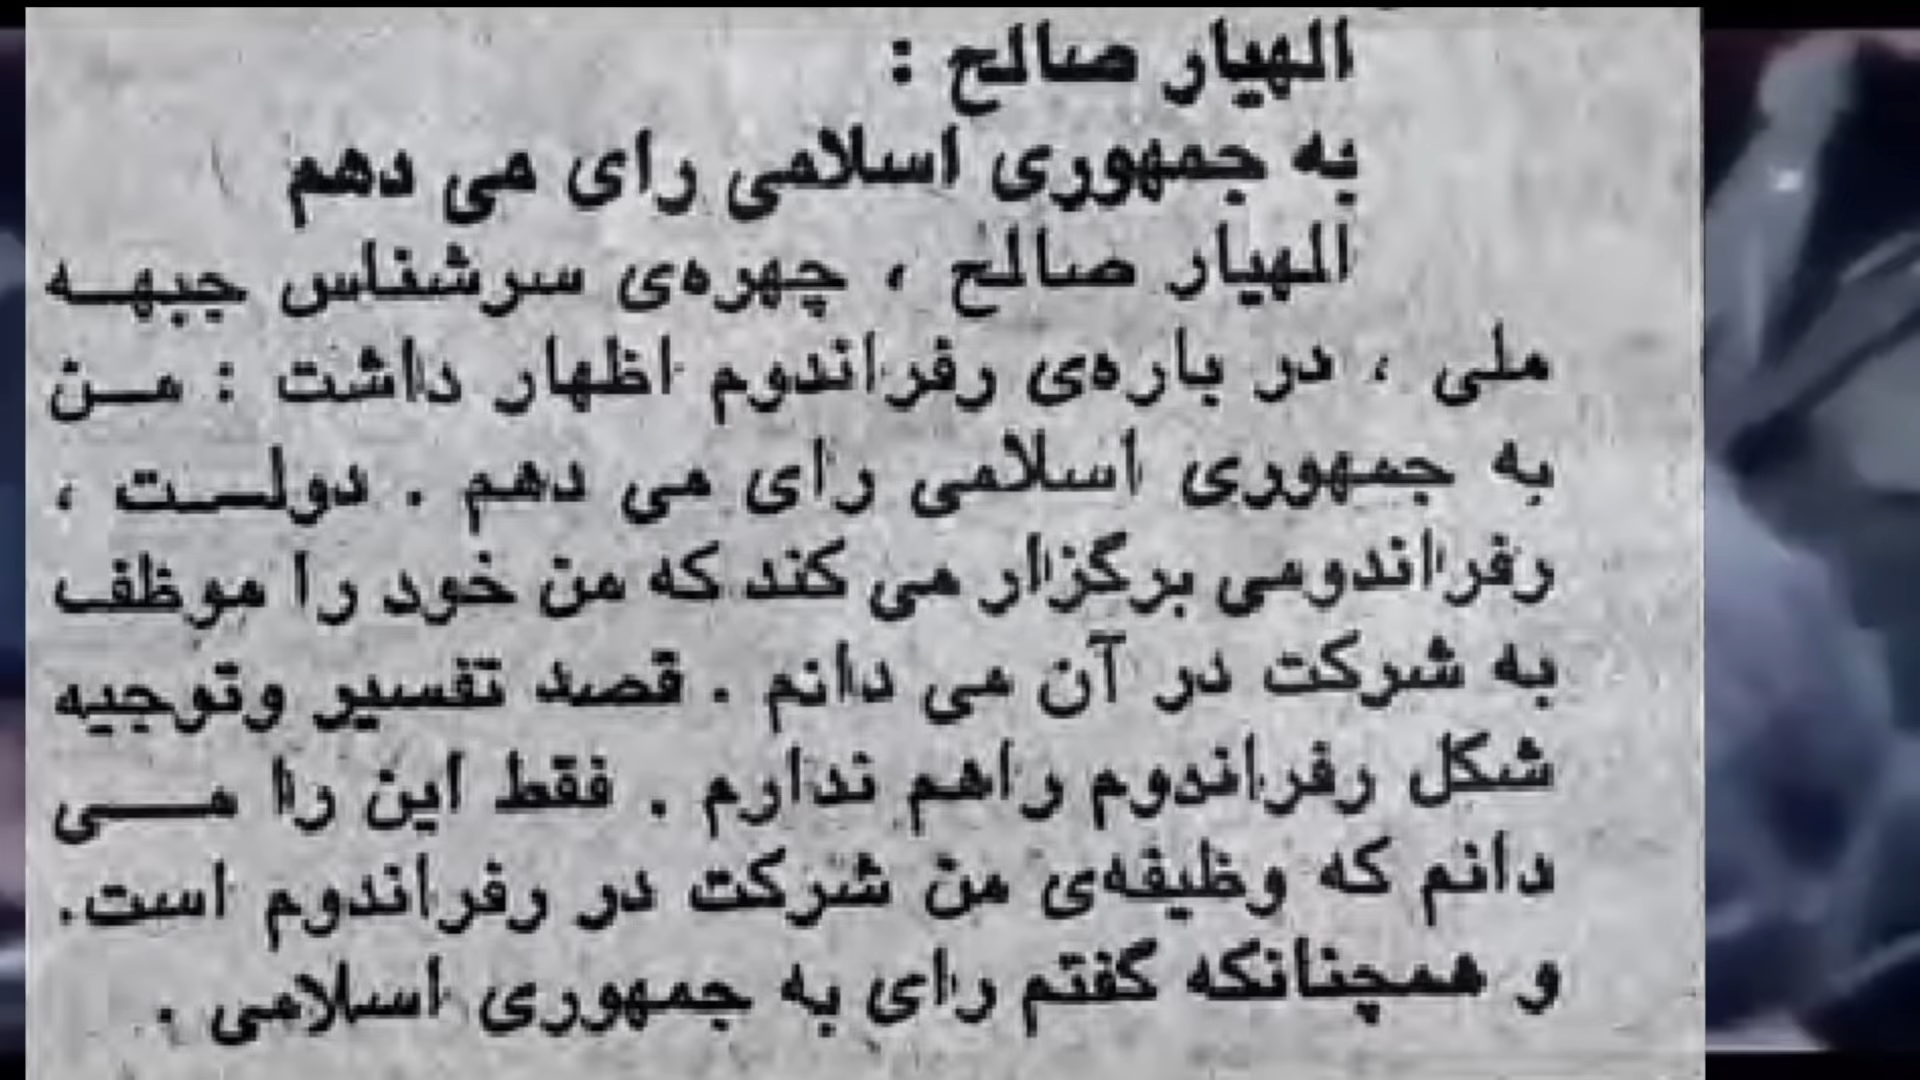 الهیار صالح :
به جمهوری اسلامی رای می دهم
الهیار صالح ، چهره‌ی سرشناس جبهه
ملی ، در باره‌ی رفراندوم اظهار داشت : من
به جمهوری اسلامی رای می دهم . دولت ،
رفراندومی برگزار می کند که من خود را موظف
به شرکت در آن می دانم . قصد تفسیر وتوجیه
شکل رفراندوم راهم ندارم . فقط این را می
دانم که وظیفه‌ی من شرکت در رفراندوم است.
و همچنانکه گفتم رای به جمهوری اسلامی .